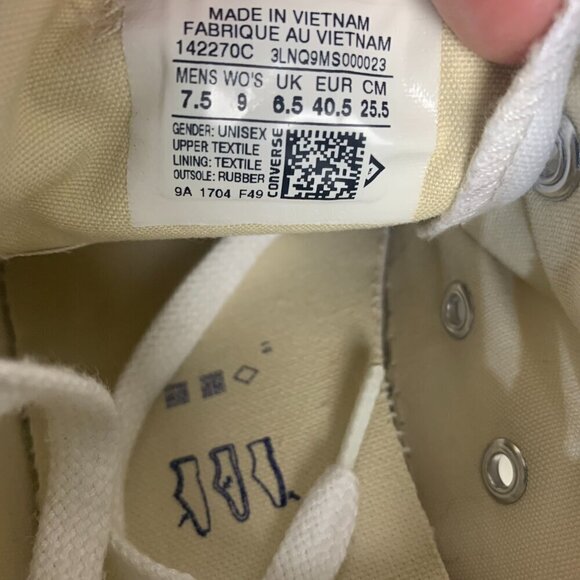 MADE IN VIETNAM
FABRIQUE AU VIETNAM
142270C 3LNQ9MS000023
MENS WO'S UK EUR CM
7.5 9 6.5 40.5 25.5
GENDER: UNISEX
UPPER TEXTILE
LINING: TEXTILE
OUTSOLE: RUBBER
CONVERSE
9A 1704 F49